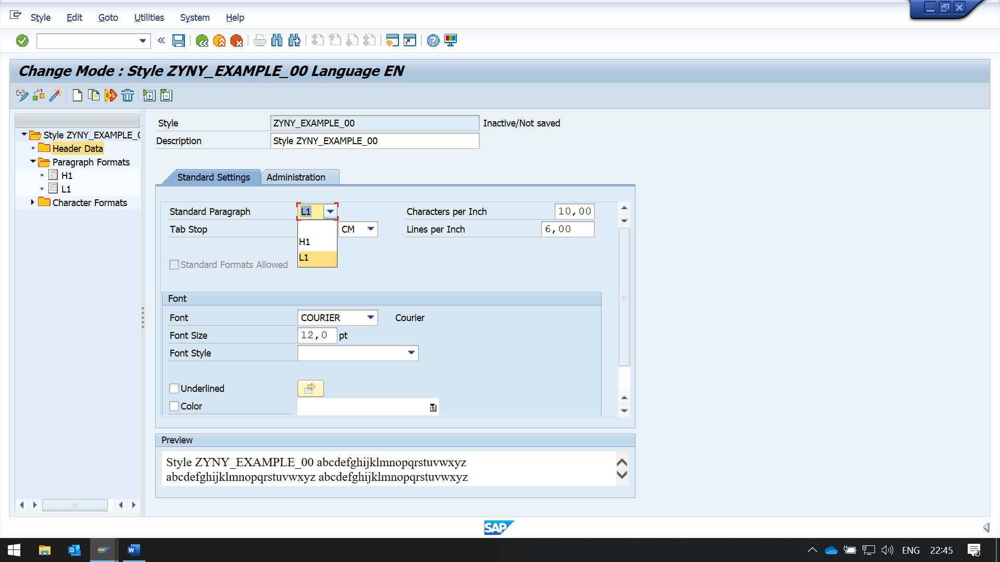 Style Edit Goto Utilities System Help
Change Mode : Style ZYNY_EXAMPLE_00 Language EN
Style ZYNY_EXAMPLE_0
Header Data
Paragraph Formats
H1
L1
Character Formats
Style ZYNY_EXAMPLE_00 Inactive/Not saved
Description Style ZYNY_EXAMPLE_00
Standard Settings Administration
Standard Paragraph L1 Characters per Inch 10,00
Tab Stop CM Lines per Inch 6,00
H1
L1
Standard Formats Allowed
Font
Font COURIER Courier
Font Size 12,0 pt
Font Style
Underlined
Color
Preview
Style ZYNY_EXAMPLE_00 abcdefghijklmnopqrstuvwxyz
abcdefghijklmnopqrstuvwxyz abcdefghijklmnopqrstuvwxyz
SAP
ENG 22:45